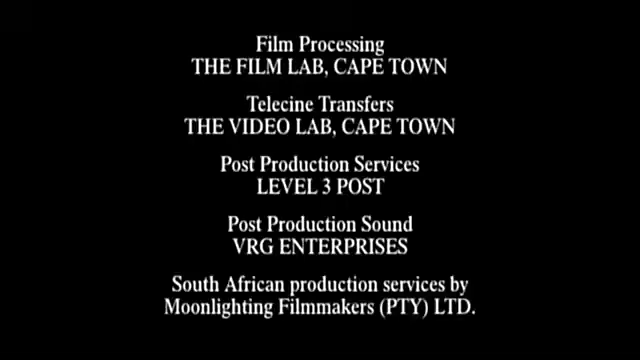 Film Processing
THE FILM LAB, CAPE TOWN
Telecine Transfers
THE VIDEO LAB, CAPE TOWN
Post Production Services
LEVEL 3 POST
Post Production Sound
VRG ENTERPRISES
South African production services by
Moonlighting Filmmakers (PTY) LTD.